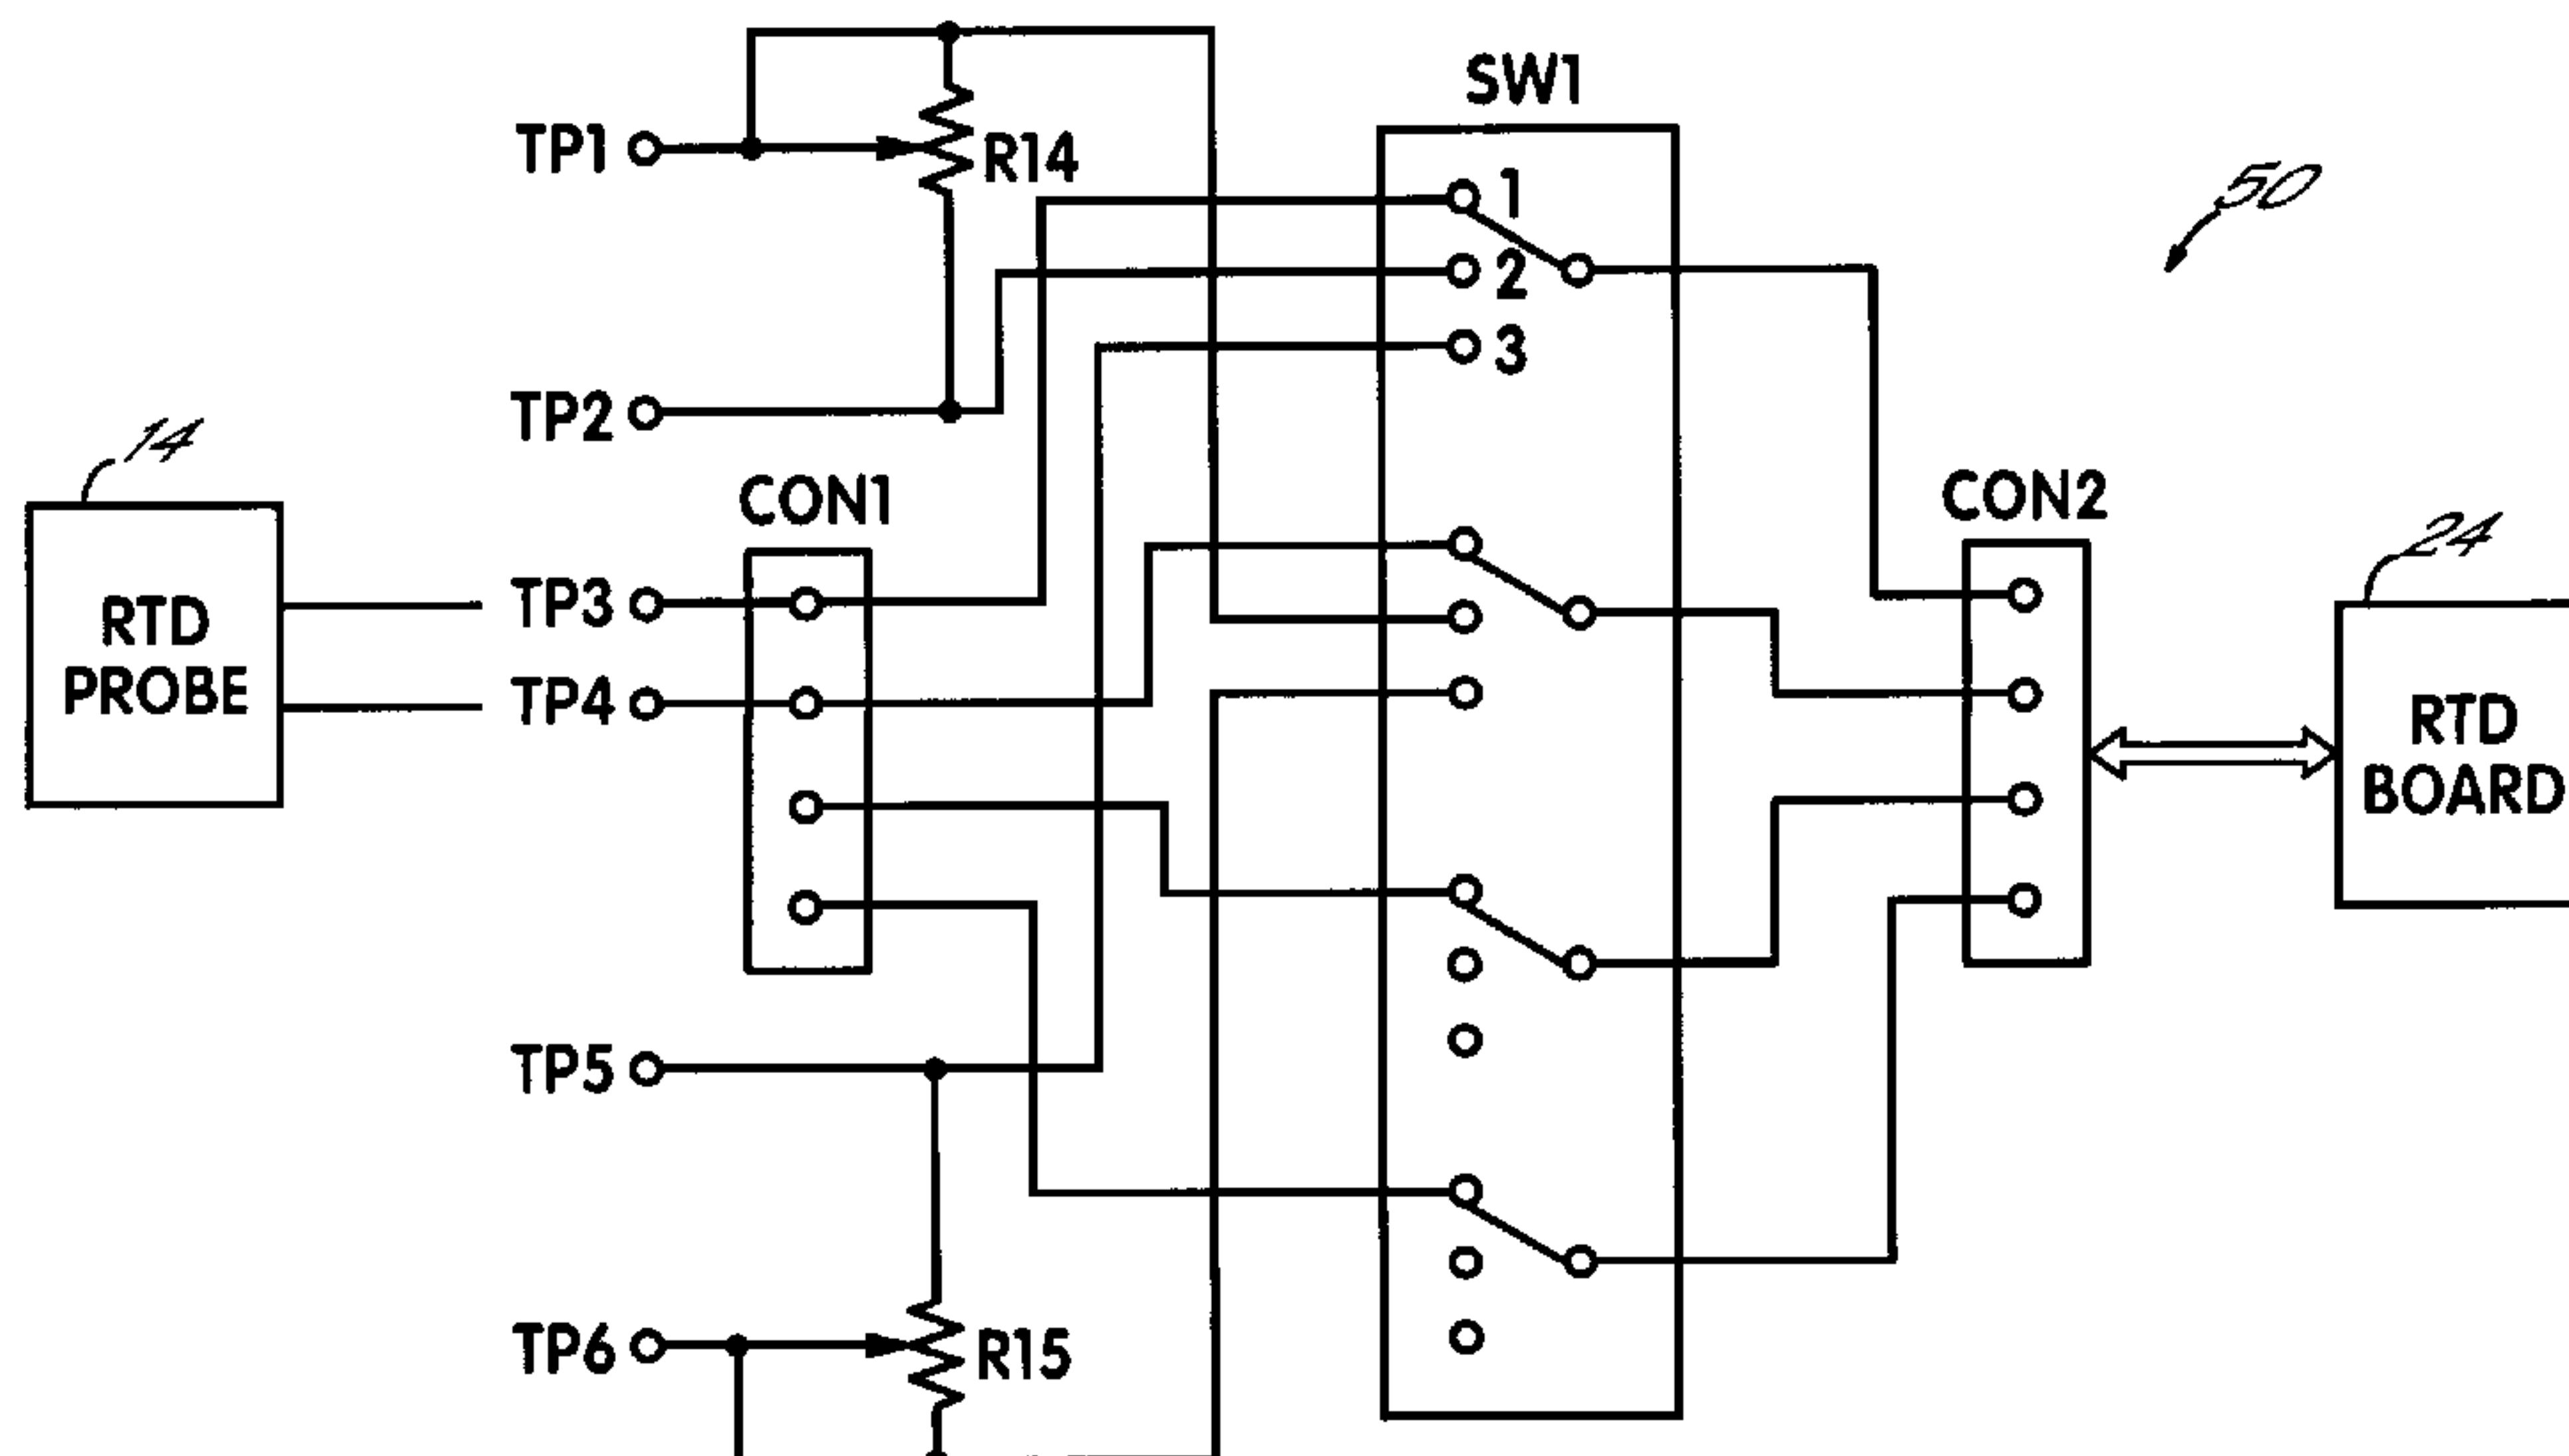 SW1
TP1
R14
1
50
2
3
TP2
14
CON1
CON2
24
RTD
PROBE
TP3
TP4
RTD
BOARD
TP5
TP6
R15